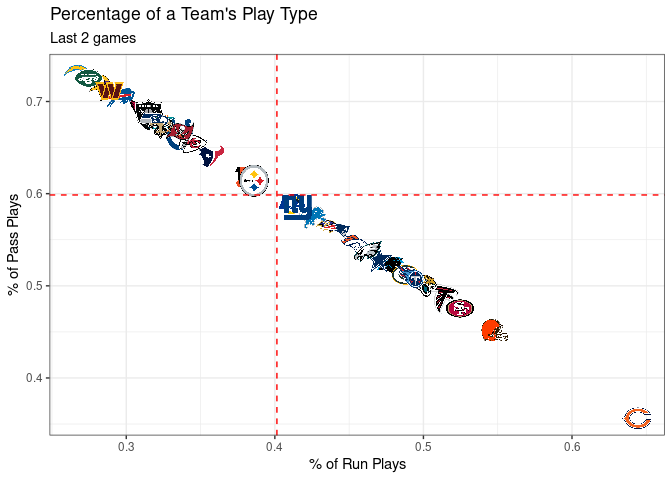 Percentage of a Team's Play Type
Last 2 games
% of Pass Plays
0.7
0.6
0.5
0.4
W
ny
C
0.3
0.4
0.5
0.6
% of Run Plays